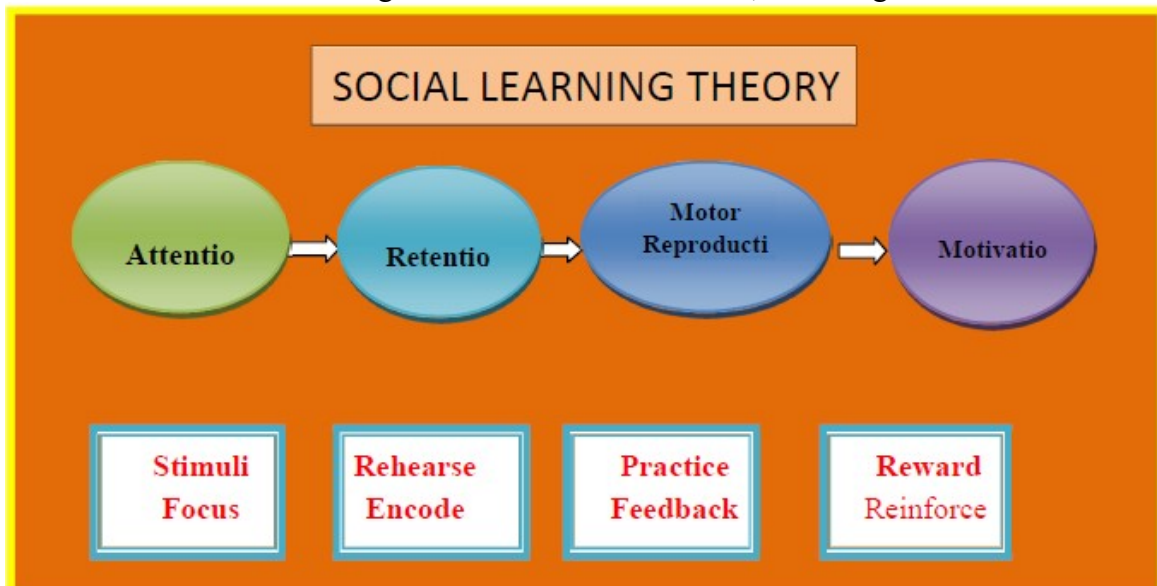 SOCIAL LEARNING THEORY
Attentio
Retentio
Motor
Reproducti
Motivatio
Stimuli
Focus
Rehearse
Encode
Practice
Feedback
Reward
Reinforce